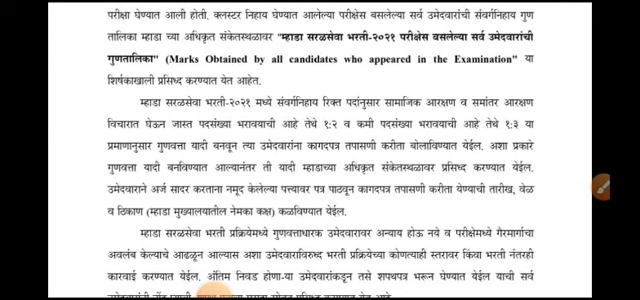 परीक्षा घेण्यात आली होती. क्लस्टर निहाय घेण्यात आलेल्या परीक्षेस बसलेल्या सर्व उमेदवारांची संवर्गनिहाय गुण
तालिका म्हाडा च्या अधिकृत संकेतस्थळावर "म्हाडा सरळसेवा भरती-२०२१ परीक्षेस बसलेल्या सर्व उमेदवारांची
गुणतालिका" (Marks Obtained by all candidates who appeared in the Examination" या
शिर्षकाखाली प्रसिध्द करण्यात येत आहेत.
म्हाडा सरळसेवा भरती-२०२१ मध्ये संवर्गनिहाय रिक्त पदांनुसार सामाजिक आरक्षण व समांतर आरक्षण
विचारात घेऊन जास्त पदसंख्या भरावयाची आहे तेथे १:२ व कमी पदसंख्या भरावयाची आहे तेथे १:३ या
प्रमाणानुसार गुणवत्ता यादी बनवून त्या उमेदवारांना कागदपत्र तपासणी करीता बोलाविण्यात येईल. अशा प्रकारे
गुणवत्ता यादी बनविण्यात आल्यानंतर ती यादी म्हाडाच्या अधिकृत संकेतस्थळावर प्रसिध्द करण्यात येईल.
उमेदवाराने अर्ज सादर करताना नमूद केलेल्या पत्त्यावर पत्र पाठवून कागदपत्र तपासणी करीता येण्याची तारीख, वेळ
व ठिकाण (म्हाडा मुख्यालयातील नेमका कक्ष) कळविण्यात येईल.
म्हाडा सरळसेवा भरती प्रक्रियेमध्ये गुणवत्ताधारक उमेदवारावर अन्याय होऊ नये व परीक्षेमध्ये गैरमार्गाचा
अवलंब केल्याचे आढळून आल्यास अशा उमेदवाराविरुध्द भरती प्रक्रियेच्या कोणत्याही स्तरावर किंवा भरती नंतरही
कारवाई करण्यात येईल. अंतिम निवड होणा-या उमेदवारांकडून तसे शपथपत्र भरून घेण्यात येईल याची सर्व